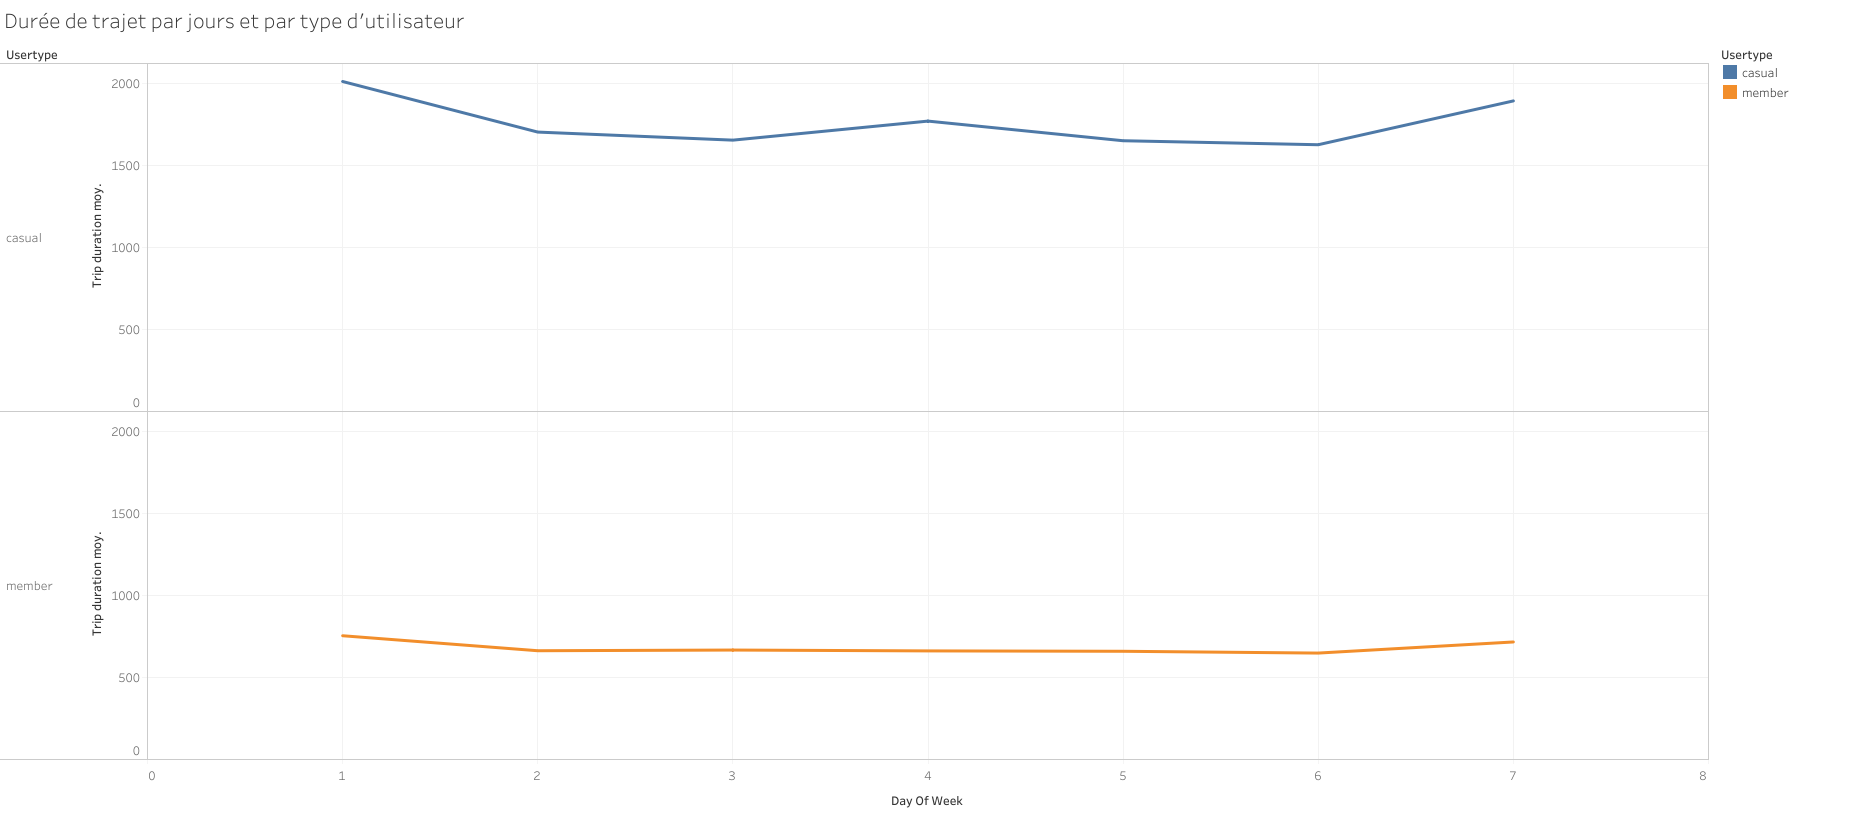 Durée de trajet par jours et par type d'utilisateur
Usertype
casual
Trip duration moy.
2000
1500
1000
500
0
member
Trip duration moy.
2000
1500
1000
500
0
0 1 2 3 4 5 6 7 8
Day Of Week
Usertype
casual
member